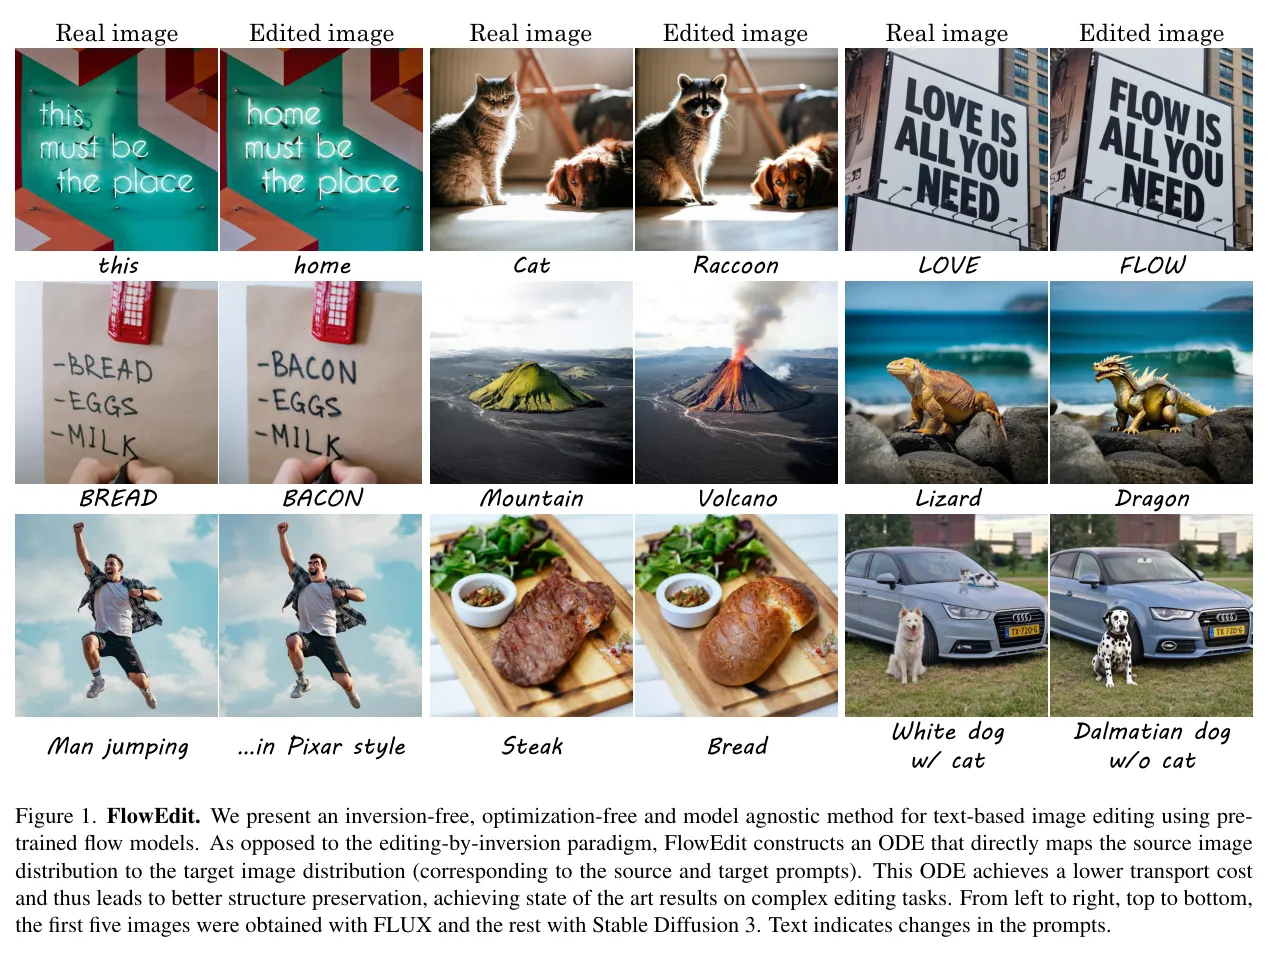 Real image Edited image Real image Edited image Real image Edited image
this
must be
the place
home
must be
the place
LOVE IS
ALL YOU
NEED
FLOW IS
ALL YOU
NEED
this home Cat Raccoon LOVE FLOW
-BREAD
-EGGS
-MILK
-BACON
-EGGS
-MILK
BREAD BACON Mountain Volcano Lizard Dragon
TX-720-G
TX 720-G
Man jumping ...in Pixar style Steak Bread White dog
w/ cat
Dalmatian dog
w/o cat
Figure 1. FlowEdit. We present an inversion-free, optimization-free and model agnostic method for text-based image editing using pre-
trained flow models. As opposed to the editing-by-inversion paradigm, FlowEdit constructs an ODE that directly maps the source image
distribution to the target image distribution (corresponding to the source and target prompts). This ODE achieves a lower transport cost
and thus leads to better structure preservation, achieving state of the art results on complex editing tasks. From left to right, top to bottom,
the first five images were obtained with FLUX and the rest with Stable Diffusion 3. Text indicates changes in the prompts.